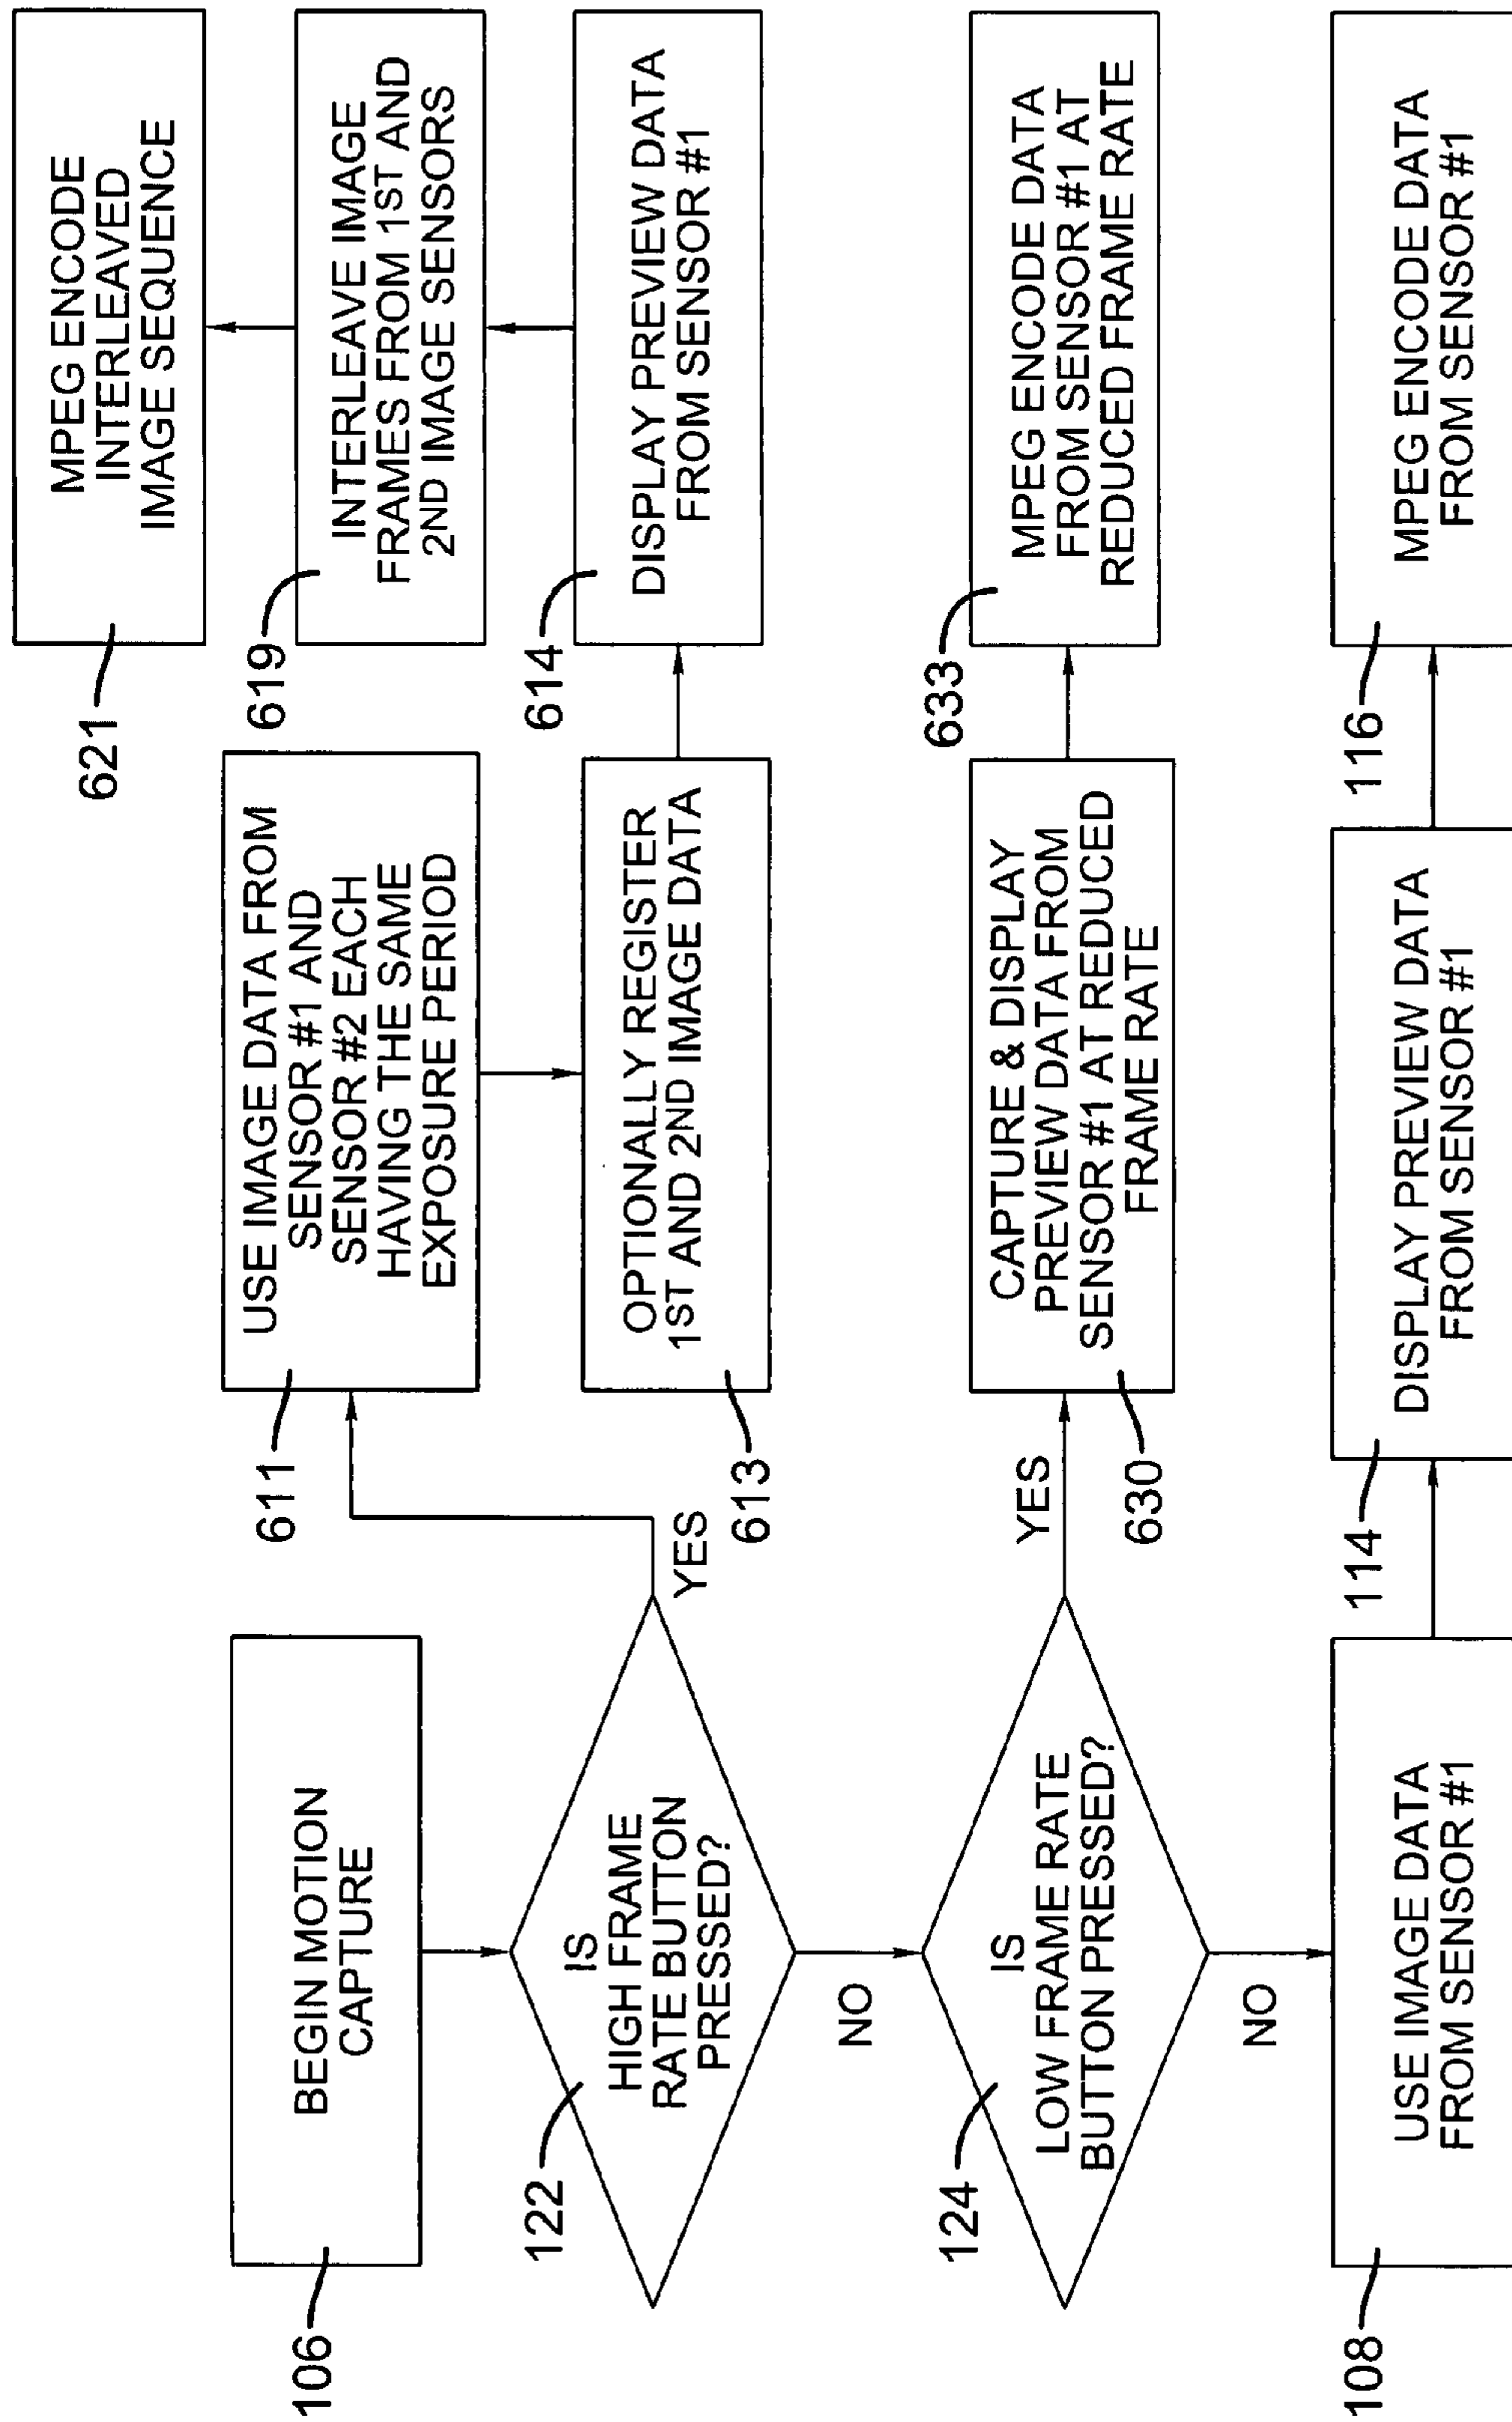 106
BEGIN MOTION
CAPTURE
122
IS
HIGH FRAME
RATE BUTTON
PRESSED?
YES
NO
611
USE IMAGE DATA FROM
SENSOR #1 AND
SENSOR #2 EACH
HAVING THE SAME
EXPOSURE PERIOD
613
OPTIONALLY REGISTER
1ST AND 2ND IMAGE DATA
614
DISPLAY PREVIEW DATA
FROM SENSOR #1
619
INTERLEAVE IMAGE
FRAMES FROM 1ST AND
2ND IMAGE SENSORS
621
MPEG ENCODE
INTERLEAVED
IMAGE SEQUENCE
124
IS
LOW FRAME RATE
BUTTON PRESSED?
YES
NO
630
CAPTURE & DISPLAY
PREVIEW DATA FROM
SENSOR #1 AT REDUCED
FRAME RATE
633
MPEG ENCODE DATA
FROM SENSOR #1 AT
REDUCED FRAME RATE
108
USE IMAGE DATA
FROM SENSOR #1
114
DISPLAY PREVIEW DATA
FROM SENSOR #1
116
MPEG ENCODE DATA
FROM SENSOR #1